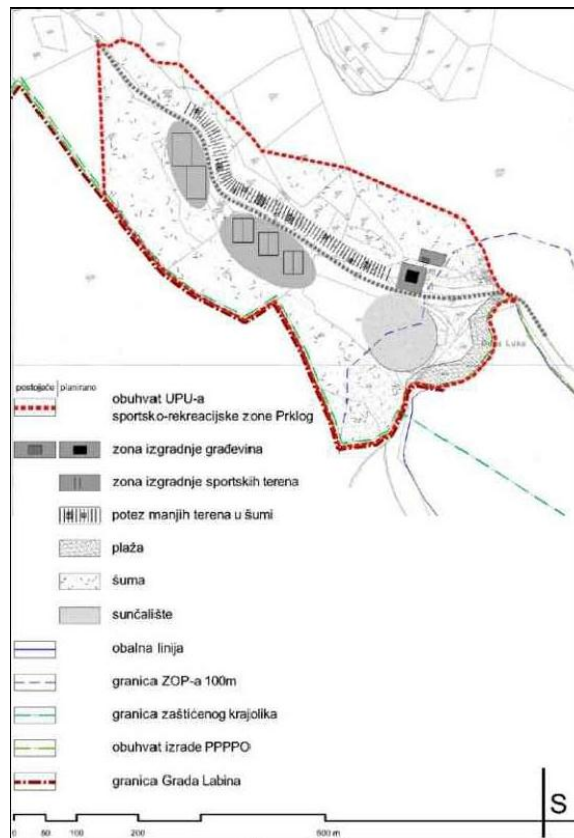 Duga Luka
postojeće planirano
obuhvat UPU-a
sportsko-rekreacijske zone Prklog
zona izgradnje građevina
zona izgradnje sportskih terena
potez manjih terena u šumi
plaža
šuma
sunčalište
obalna linija
granica ZOP-a 100m
granica zaštićenog krajolika
obuhvat izrade PPPPO
granica Grada Labina
S
0 50 100 200 500 m